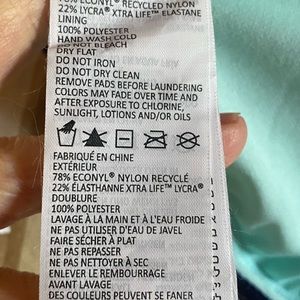 78% ECONYL® RECYCLED NYLON
22% LYCRA® XTRA LIFE™ ELASTANE
LINING
100% POLYESTER
HAND WASH COLD
DO NOT BLEACH
DRY FLAT
DO NOT IRON
DO NOT DRY CLEAN
REMOVE PADS BEFORE LAUNDERING
COLORS MAY FADE OVER TIME AND
AFTER EXPOSURE TO CHLORINE,
SUNLIGHT, LOTIONS AND/OR OILS
FABRIQUÉ EN CHINE
EXTÉRIEUR
78% ECONYL® NYLON RECYCLÉ
22% ÉLASTHANNE XTRA LIFE™ LYCRA®
DOUBLURE
100% POLYESTER
LAVAGE À LA MAIN ET À L'EAU FROIDE
NE PAS UTILISER D'EAU DE JAVEL
FAIRE SÉCHER À PLAT
NE PAS REPASSER
NE PAS NETTOYER À SEC
ENLEVER LE REMBOURRAGE
AVANT LAVAGE
LES COULEURS PEUVENT SE FANER